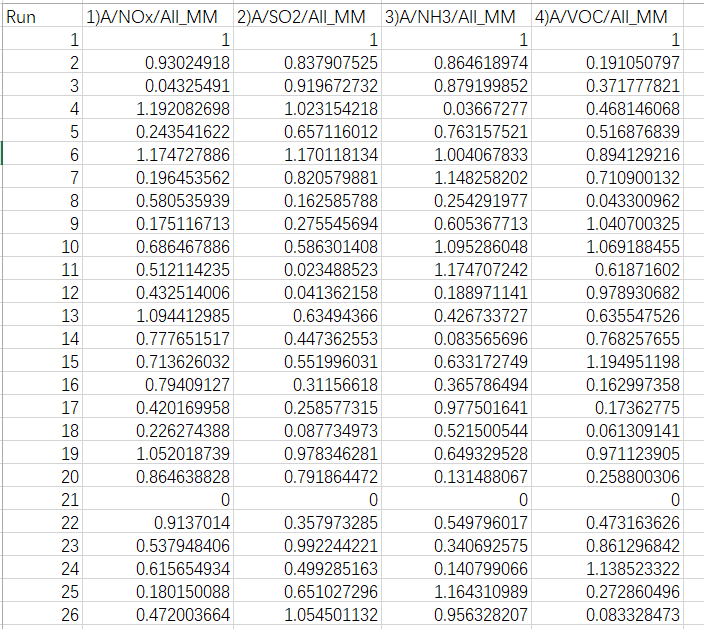 Run 1)A/NOx/All_MM 2)A/SO2/All_MM 3)A/NH3/All_MM 4)A/VOC/All_MM
1 1 1 1 1
2 0.93024918 0.837907525 0.864618974 0.191050797
3 0.04325491 0.919672732 0.879199852 0.371777821
4 1.192082698 1.023154218 0.03667277 0.468146068
5 0.243541622 0.657116012 0.763157521 0.516876839
6 1.174727886 1.170118134 1.004067833 0.894129216
7 0.196453562 0.820579881 1.148258202 0.710900132
8 0.580535939 0.162585788 0.254291977 0.043300962
9 0.175116713 0.275545694 0.605367713 1.040700325
10 0.686467886 0.586301408 1.095286048 1.069188455
11 0.512114235 0.023488523 1.174707242 0.61871602
12 0.432514006 0.041362158 0.188971141 0.978930682
13 1.094412985 0.63494366 0.426733727 0.635547526
14 0.777651517 0.447362553 0.083565696 0.768257655
15 0.713626032 0.551996031 0.633172749 1.194951198
16 0.79409127 0.31156618 0.365786494 0.162997358
17 0.420169958 0.258577315 0.977501641 0.17362775
18 0.226274388 0.087734973 0.521500544 0.061309141
19 1.052018739 0.978346281 0.649329528 0.971123905
20 0.864638828 0.791864472 0.131488067 0.258800306
21 0 0 0 0
22 0.9137014 0.357973285 0.549796017 0.473163626
23 0.537948406 0.992244221 0.340692575 0.861296842
24 0.615654934 0.499285163 0.140799066 1.138523322
25 0.180150088 0.651027296 1.164310989 0.272860496
26 0.472003664 1.054501132 0.956328207 0.083328473